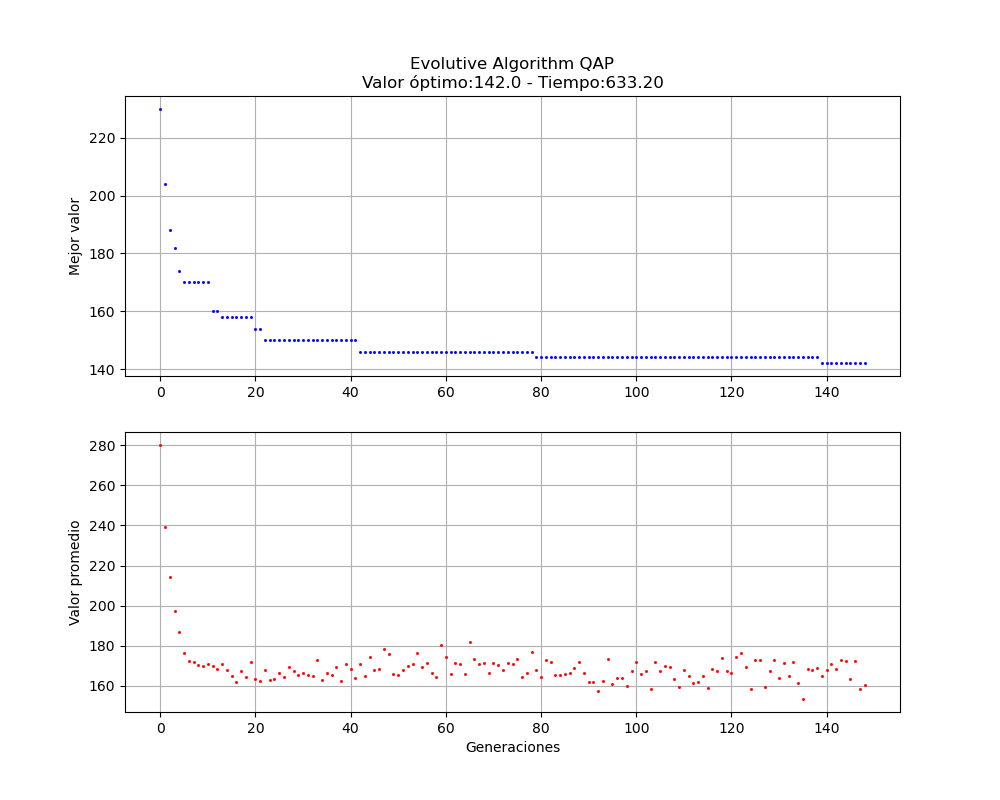 Evolutive Algorithm QAP
Valor óptimo:142.0 - Tiempo:633.20
Mejor valor
220
200
180
160
140
0 20 40 60 80 100 120 140
Valor promedio
280
260
240
220
200
180
160
0 20 40 60 80 100 120 140
Generaciones